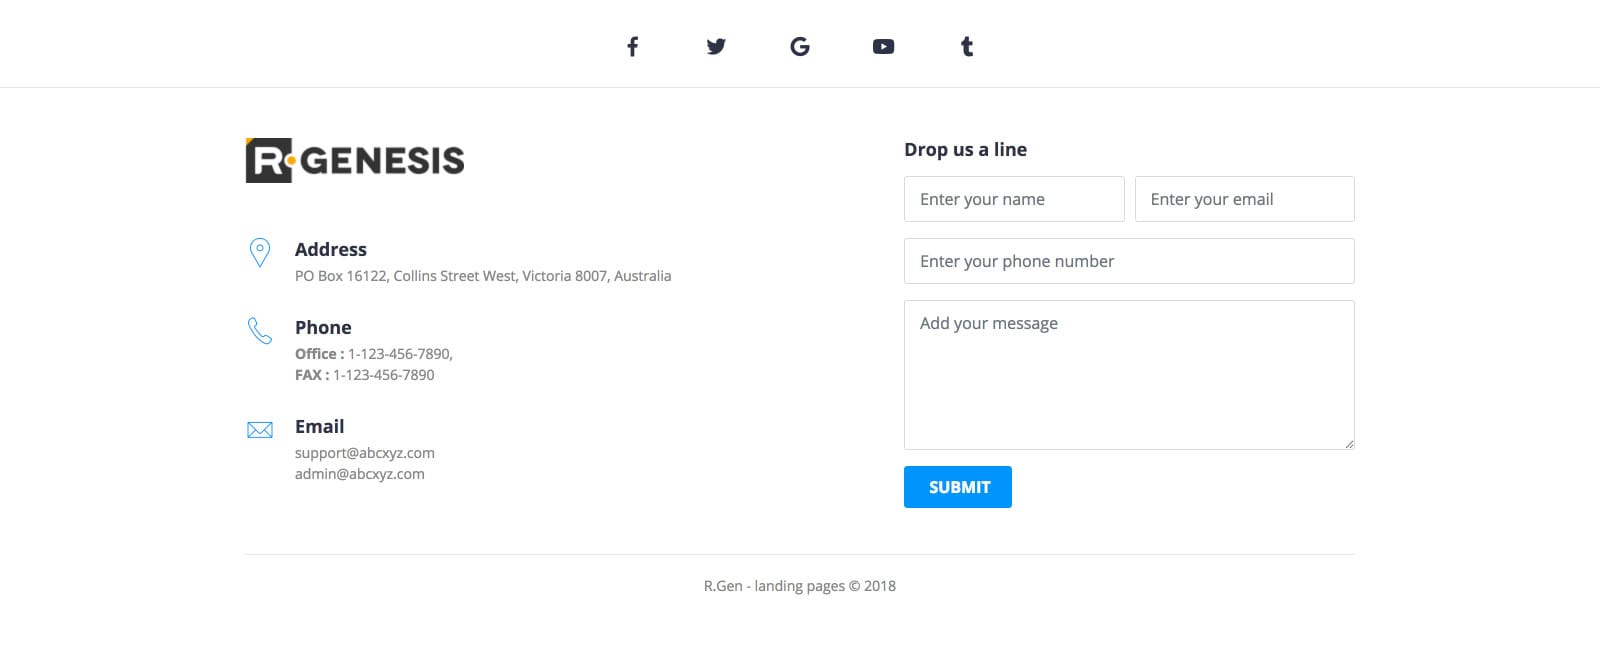 R GENESIS
Address
PO Box 16122, Collins Street West, Victoria 8007, Australia
Phone
Office : 1-123-456-7890,
FAX : 1-123-456-7890
Email
support@abcxyz.com
admin@abcxyz.com
Drop us a line
Enter your name
Enter your email
Enter your phone number
Add your message
SUBMIT
R.Gen - landing pages © 2018